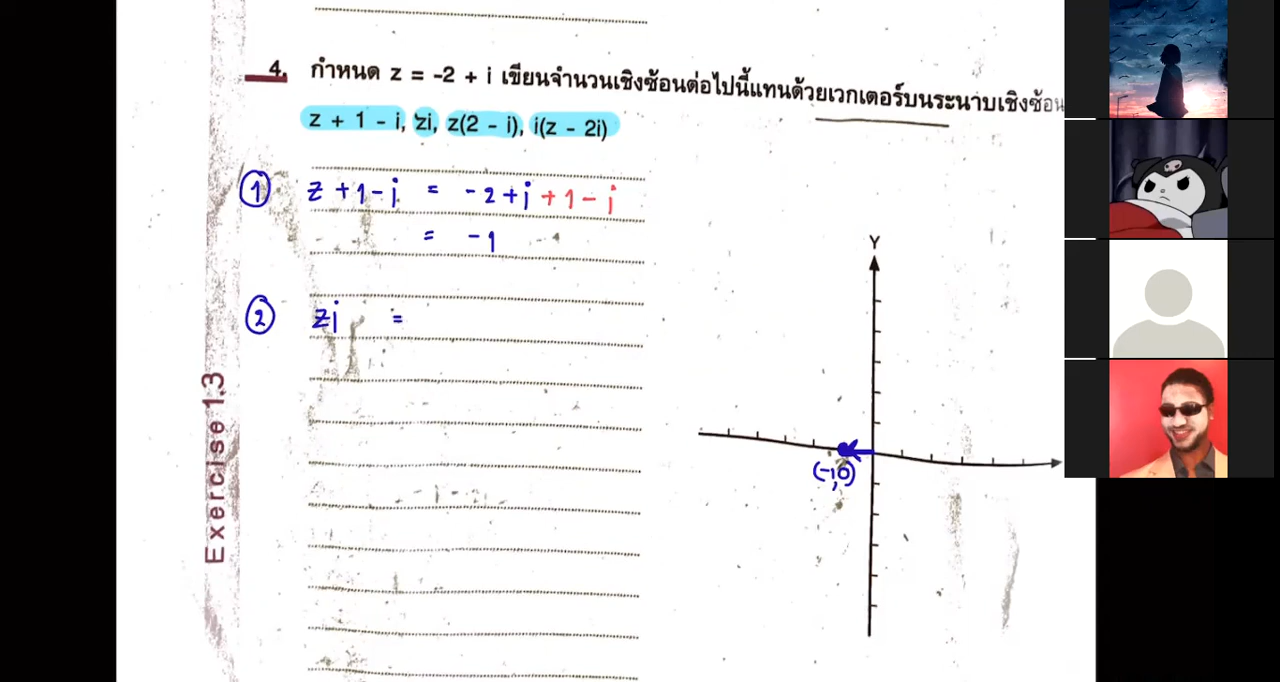 4. กำหนด z = -2 + i เขียนจำนวนเชิงซ้อนต่อไปนี้แทนด้วยเวกเตอร์บนระนาบเชิงซ้อน
z + 1 - i, zi, z(2 - i), i(z - 2i)
① z + 1 - i = - 2 + i + 1 - i
= - 1
② zi =
Y
(-1,0)
Exercise 1.3